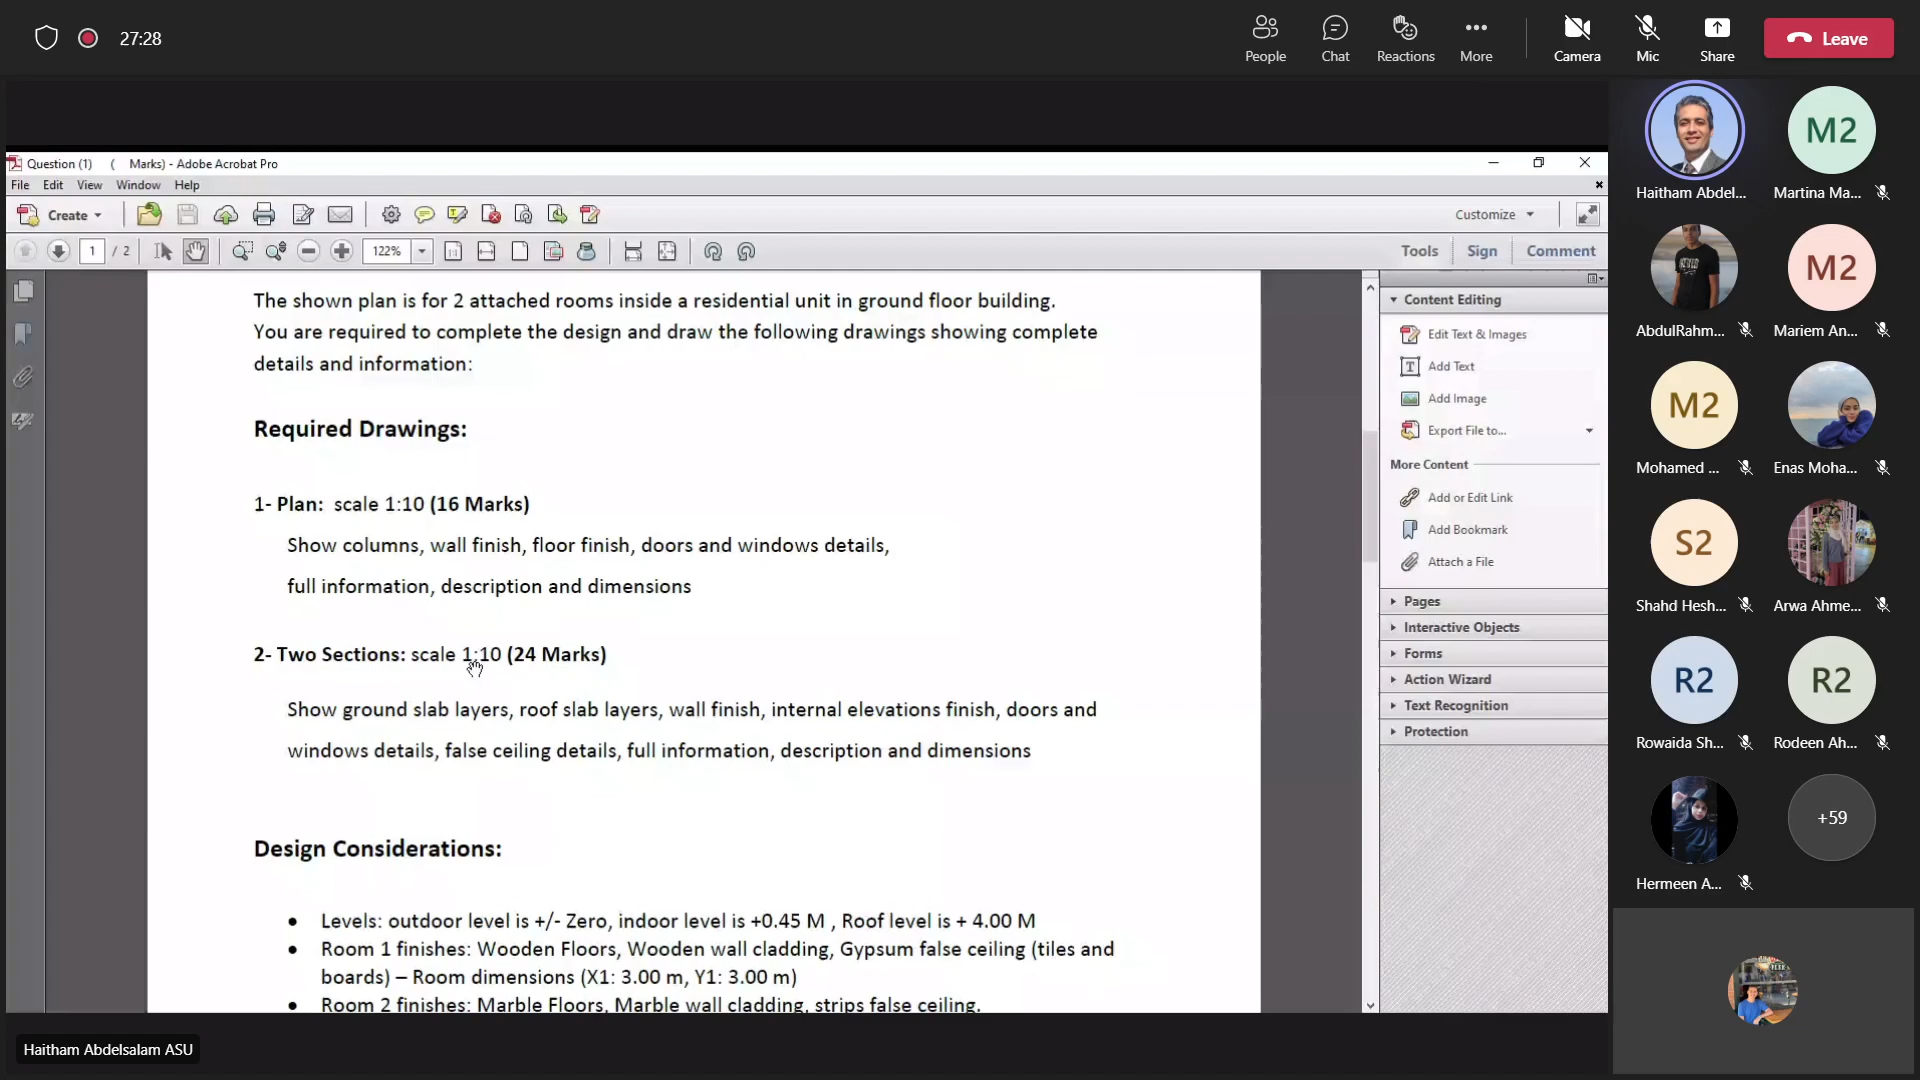 27:28
People
Chat
Reactions
More
Camera
Mic
Share
Leave
Question (1)    (    Marks) - Adobe Acrobat Pro
File Edit View Window Help
Create
Customize
1 / 2
122%
Tools
Sign
Comment
The shown plan is for 2 attached rooms inside a residential unit in ground floor building.
You are required to complete the design and draw the following drawings showing complete
details and information:
Required Drawings:
1- Plan: scale 1:10 (16 Marks)
Show columns, wall finish, floor finish, doors and windows details,
full information, description and dimensions
2- Two Sections: scale 1:10 (24 Marks)
Show ground slab layers, roof slab layers, wall finish, internal elevations finish, doors and
windows details, false ceiling details, full information, description and dimensions
Design Considerations:
• Levels: outdoor level is +/- Zero, indoor level is +0.45 M , Roof level is + 4.00 M
• Room 1 finishes: Wooden Floors, Wooden wall cladding, Gypsum false ceiling (tiles and
boards) – Room dimensions (X1: 3.00 m, Y1: 3.00 m)
• Room 2 finishes: Marble Floors, Marble wall cladding, strips false ceiling.
Content Editing
Edit Text & Images
Add Text
Add Image
Export File to...
More Content
Add or Edit Link
Add Bookmark
Attach a File
Pages
Interactive Objects
Forms
Action Wizard
Text Recognition
Protection
Haitham Abdel...
M2
Martina Ma...
AbdulRahm...
M2
Mariem An...
M2
Mohamed ...
Enas Moha...
S2
Shahd Hesh...
Arwa Ahme...
R2
Rowaida Sh...
R2
Rodeen Ah...
Hermeen A...
+59
Haitham Abdelsalam ASU